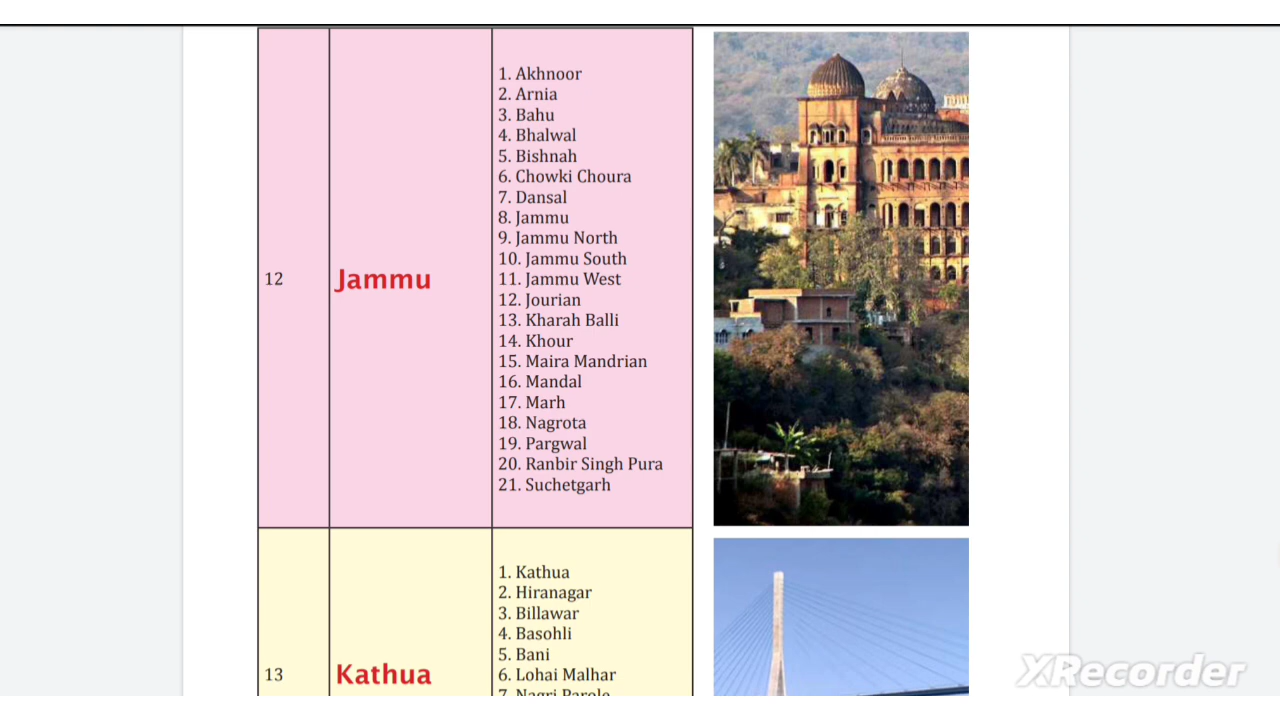 12
Jammu
1. Akhnoor
2. Arnia
3. Bahu
4. Bhalwal
5. Bishnah
6. Chowki Choura
7. Dansal
8. Jammu
9. Jammu North
10. Jammu South
11. Jammu West
12. Jourian
13. Kharah Balli
14. Khour
15. Maira Mandrian
16. Mandal
17. Marh
18. Nagrota
19. Pargwal
20. Ranbir Singh Pura
21. Suchetgarh
13
Kathua
1. Kathua
2. Hiranagar
3. Billawar
4. Basohli
5. Bani
6. Lohai Malhar
7. Nagri Parole
XRecorder